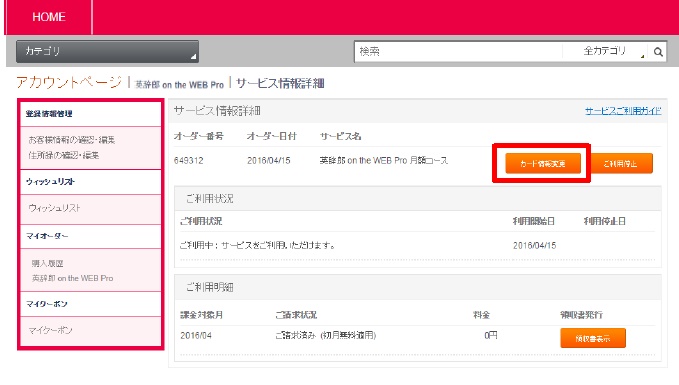 HOME
カテゴリ 検索 全カテゴリ
アカウントページ | 英辞郎 on the WEB Pro | サービス情報詳細
登録情報管理
お客様情報の確認・編集
住所録の確認・編集
ウィッシュリスト
ウィッシュリスト
マイオーダー
購入履歴
英辞郎 on the WEB Pro
マイクーポン
マイクーポン
サービス情報詳細 サービスご利用ガイド
オーダー番号 オーダー日付 サービス名
649312 2016/04/15 英辞郎 on the WEB Pro 月額コース カード情報変更 ご利用停止
ご利用状況
ご利用状況 利用開始日 利用停止日
ご利用中：サービスをご利用いただけます。 2016/04/15
ご利用明細
課金対象月 ご請求状況 料金 領収書発行
2016/04 ご請求済み (初月無料適用) 0円 領収書表示